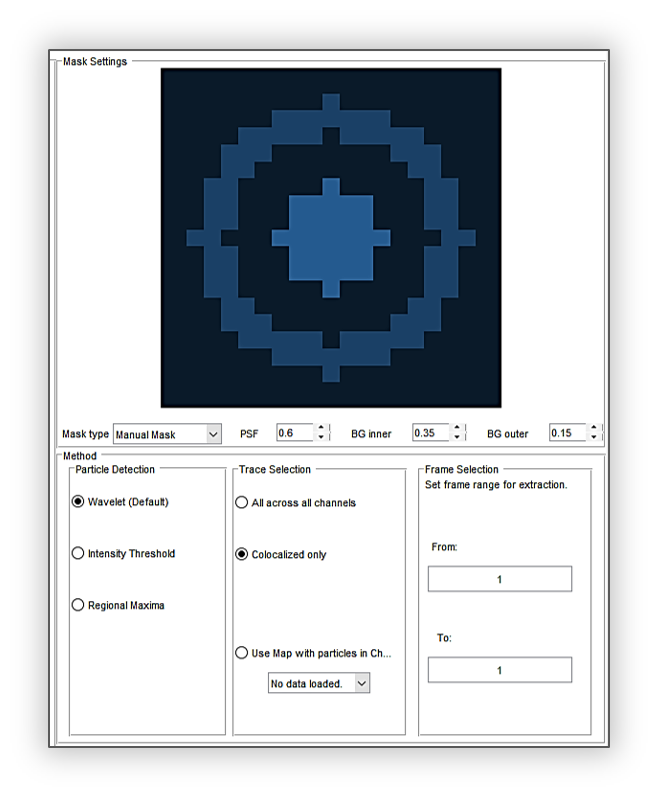 Mask Settings
Mask type Manual Mask PSF 0.6 BG inner 0.35 BG outer 0.15
Method
Particle Detection
Wavelet (Default)
Intensity Threshold
Regional Maxima
Trace Selection
All across all channels
Colocalized only
Use Map with particles in Ch...
No data loaded.
Frame Selection
Set frame range for extraction.
From:
1
To:
1